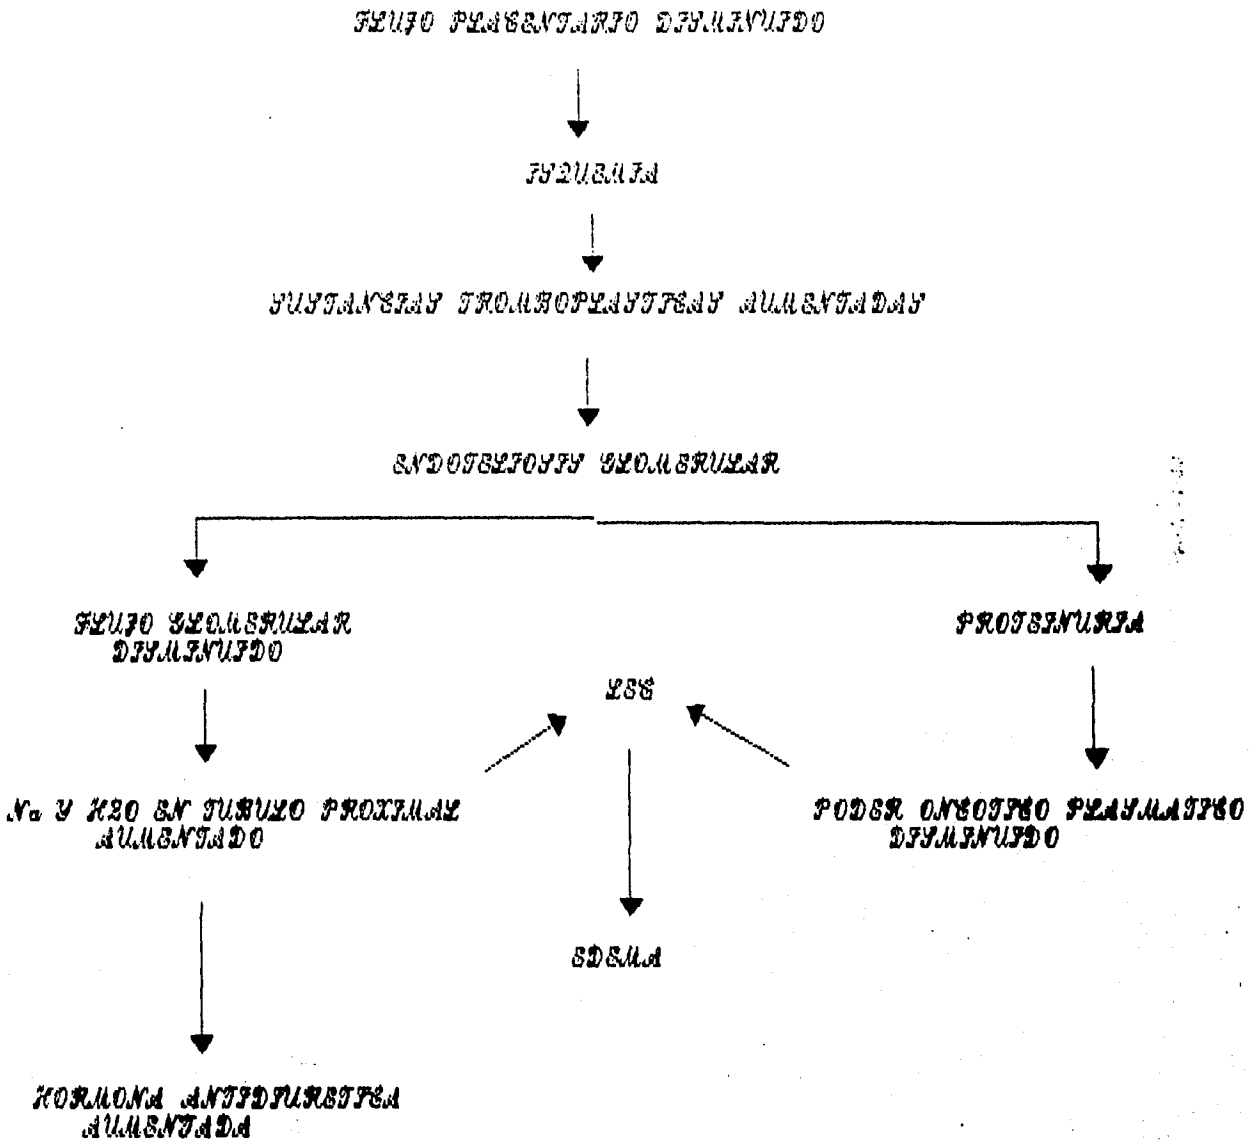 FLUJO PLACENTARIO DISMINUIDO
ISQUEMIA
SUSTANCIAS TROMBOPLASTICAS AUMENTADAS
ENDOTELIOSIS GLOMERULAR
FLUJO GLOMERULAR
DISMINUIDO
PROTEINURIA
LEC
Na Y H2O EN TUBULO PROXIMAL
AUMENTADO
PODER ONCOTICO PLASMATICO
DISMINUIDO
EDEMA
HORMONA ANTIDIURETICA
AUMENTADA